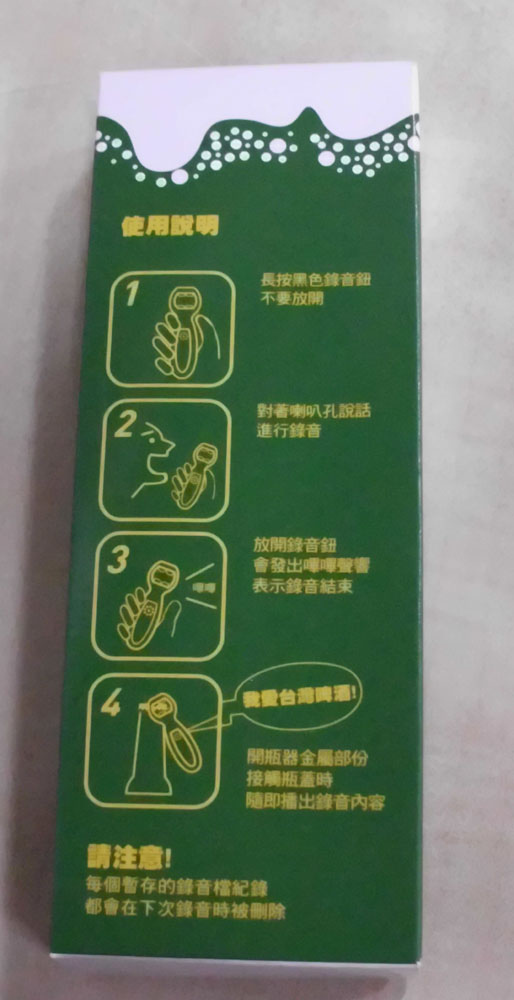 使用說明
1
長按黑色錄音鈕
不要放開
2
對著喇叭孔說話
進行錄音
3
嗶嗶
放開錄音鈕
會發出嗶嗶聲響
表示錄音結束
4
我愛台灣啤酒!
開瓶器金屬部份
接觸瓶蓋時
隨即播出錄音內容
請注意!
每個暫存的錄音檔紀錄
都會在下次錄音時被刪除